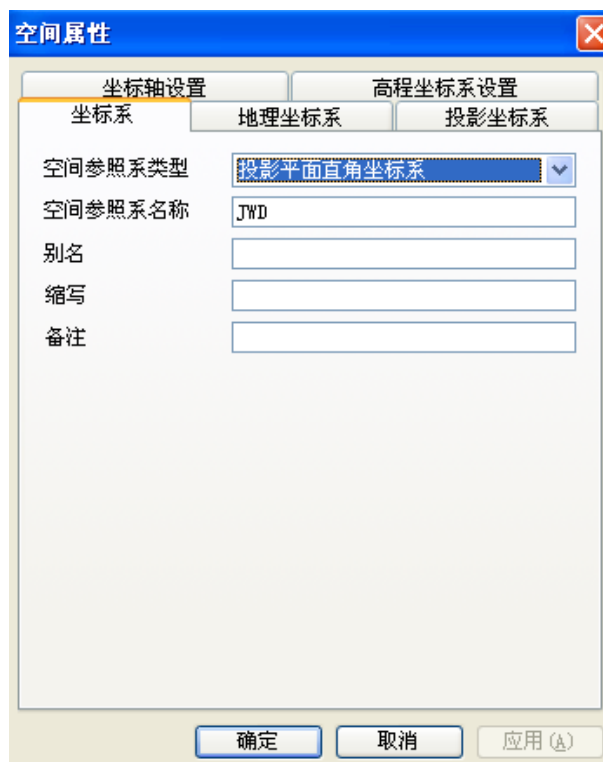 空间属性
坐标轴设置 高程坐标系设置
坐标系 地理坐标系 投影坐标系
空间参照系类型 投影平面直角坐标系
空间参照系名称 JWD
别名
缩写
备注
确定 取消 应用(A)